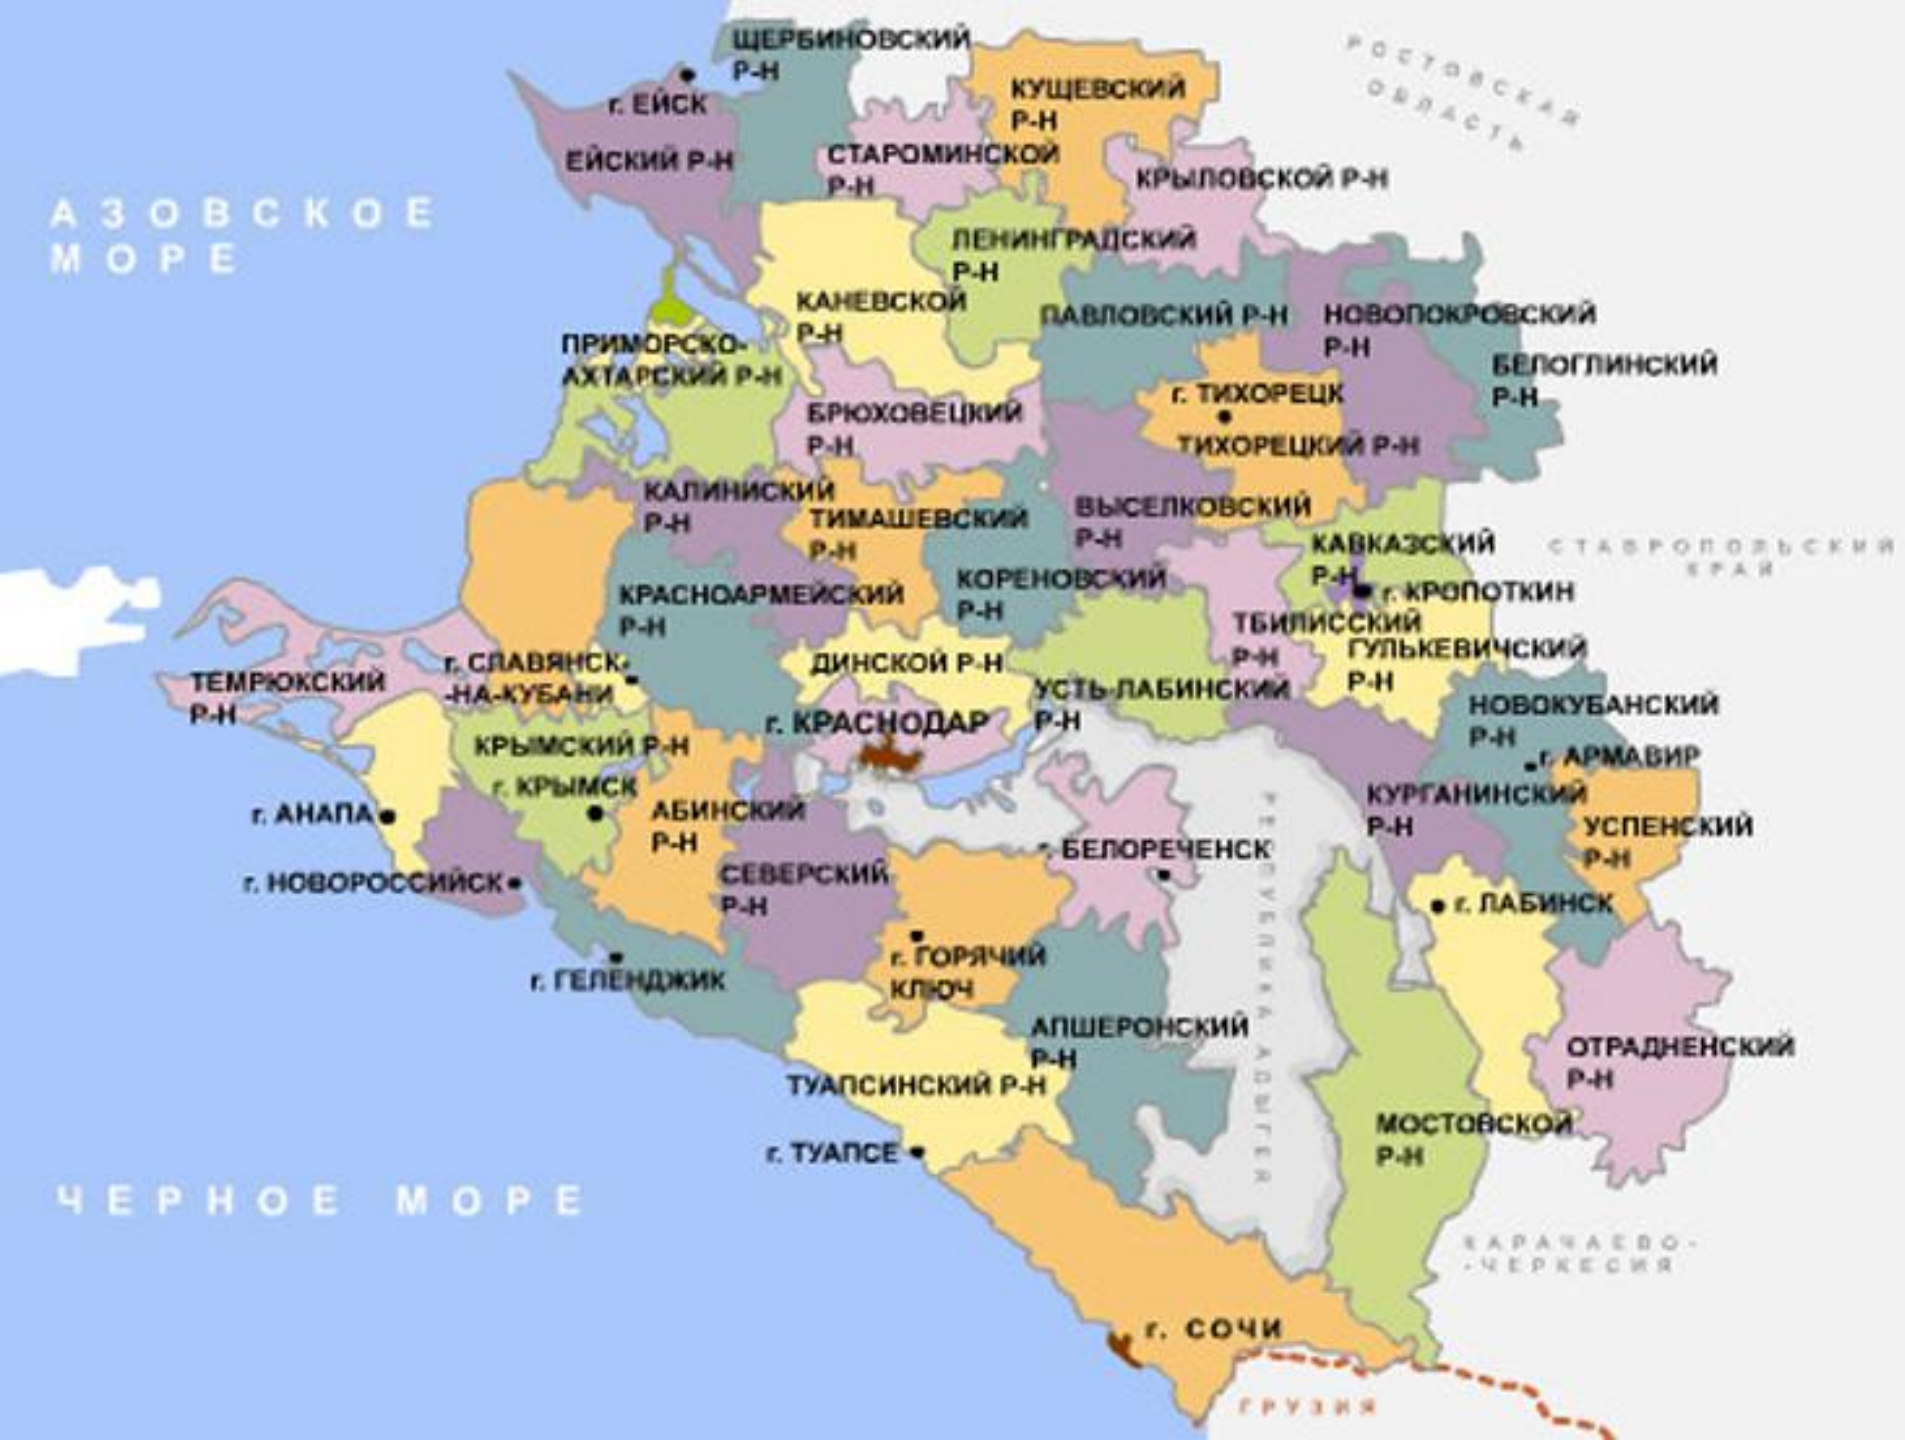 ЩЕРБИНОВСКИЙ
Р-Н
РОСТОВСКАЯ
ОБЛАСТЬ
КУЩЕВСКИЙ
Р-Н
г. ЕЙСК
ЕЙСКИЙ Р-Н
СТАРОМИНСКОЙ
Р-Н
КРЫЛОВСКОЙ Р-Н
АЗОВСКОЕ
МОРЕ
ЛЕНИНГРАДСКИЙ
Р-Н
КАНЕВСКОЙ
Р-Н
ПАВЛОВСКИЙ Р-Н
НОВОПОКРОВСКИЙ
Р-Н
ПРИМОРСКО-
АХТАРСКИЙ Р-Н
БЕЛОГЛИНСКИЙ
Р-Н
г. ТИХОРЕЦК
ТИХОРЕЦКИЙ Р-Н
БРЮХОВЕЦКИЙ
Р-Н
КАЛИНИСКИЙ
Р-Н
ТИМАШЕВСКИЙ
Р-Н
ВЫСЕЛКОВСКИЙ
Р-Н
КАВКАЗСКИЙ
Р-Н
СТАВРОПОЛЬСКИЙ
КРАЙ
г. КРОПОТКИН
КРАСНОАРМЕЙСКИЙ
Р-Н
КОРЕНОВСКИЙ
Р-Н
ТБИЛИССКИЙ
Р-Н
ГУЛЬКЕВИЧСКИЙ
Р-Н
г. СЛАВЯНСК-
-НА-КУБАНИ
ДИНСКОЙ Р-Н
ТЕМРЮКСКИЙ
Р-Н
УСТЬ-ЛАБИНСКИЙ
Р-Н
НОВОКУБАНСКИЙ
Р-Н
г. КРАСНОДАР
КРЫМСКИЙ Р-Н
г. АРМАВИР
г. КРЫМСК
г. АНАПА
АБИНСКИЙ
Р-Н
КУРГАНИНСКИЙ
Р-Н
УСПЕНСКИЙ
Р-Н
г. БЕЛОРЕЧЕНСК
РЕСПУБЛИКА АДЫГЕЯ
г. НОВОРОССИЙСК
СЕВЕРСКИЙ
Р-Н
г. ЛАБИНСК
г. ГЕЛЕНДЖИК
г. ГОРЯЧИЙ
КЛЮЧ
АПШЕРОНСКИЙ
Р-Н
ОТРАДНЕНСКИЙ
Р-Н
ТУАПСИНСКИЙ Р-Н
МОСТОВСКОЙ
Р-Н
г. ТУАПСЕ
ЧЕРНОЕ МОРЕ
КАРАЧАЕВО-
-ЧЕРКЕСИЯ
г. СОЧИ
ГРУЗИЯ